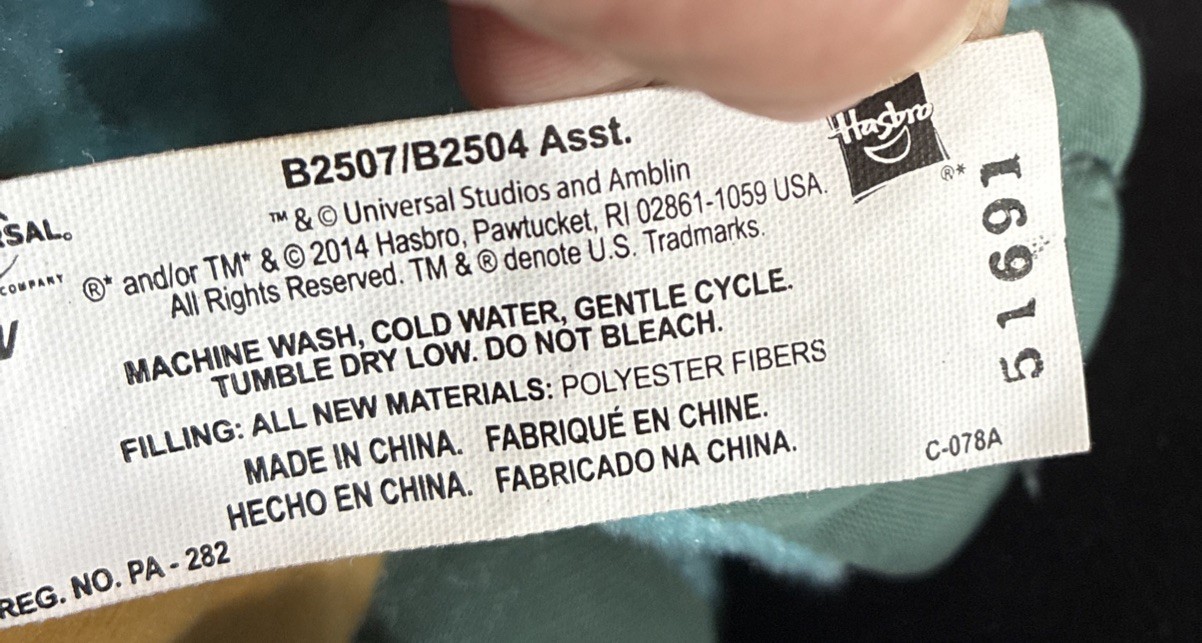 B2507/B2504 Asst.
™ & © Universal Studios and Amblin
®* and/or TM* & © 2014 Hasbro, Pawtucket, RI 02861-1059 USA.
All Rights Reserved. TM & ® denote U.S. Tradmarks.
MACHINE WASH, COLD WATER, GENTLE CYCLE.
TUMBLE DRY LOW. DO NOT BLEACH.
FILLING: ALL NEW MATERIALS: POLYESTER FIBERS
MADE IN CHINA. FABRIQUÉ EN CHINE.
HECHO EN CHINA. FABRICADO NA CHINA.
REG. NO. PA - 282
C-078A
Hasbro
®*
51691
COMPANY